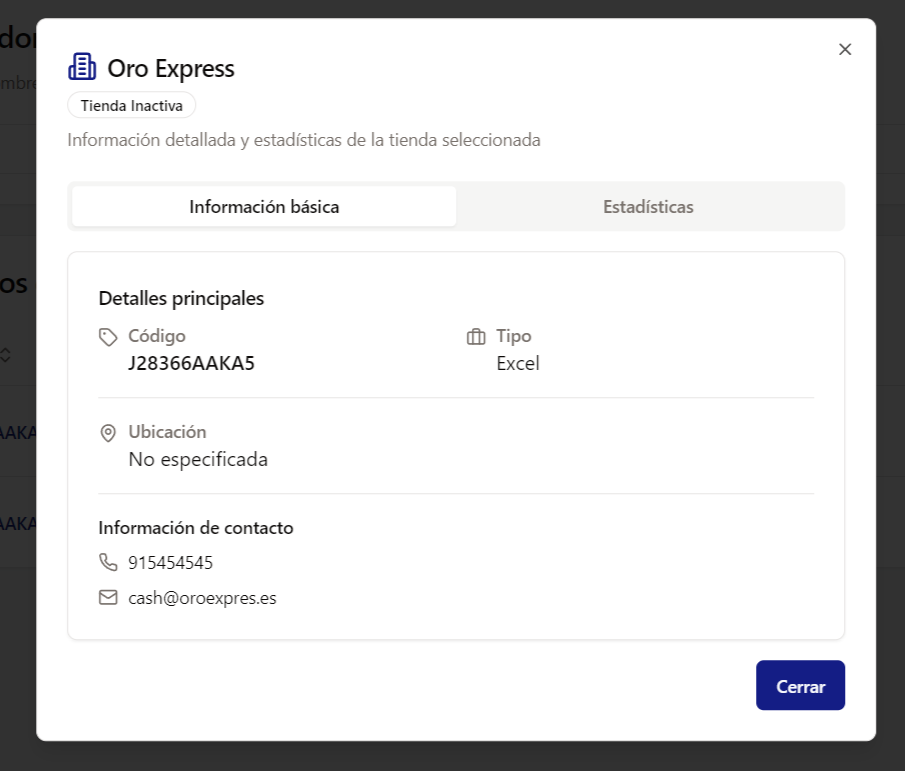 Oro Express
Tienda Inactiva
Información detallada y estadísticas de la tienda seleccionada
Información básica
Estadísticas
Detalles principales
Código
Tipo
J28366AAKA5
Excel
Ubicación
No especificada
Información de contacto
915454545
cash@oroexpres.es
Cerrar